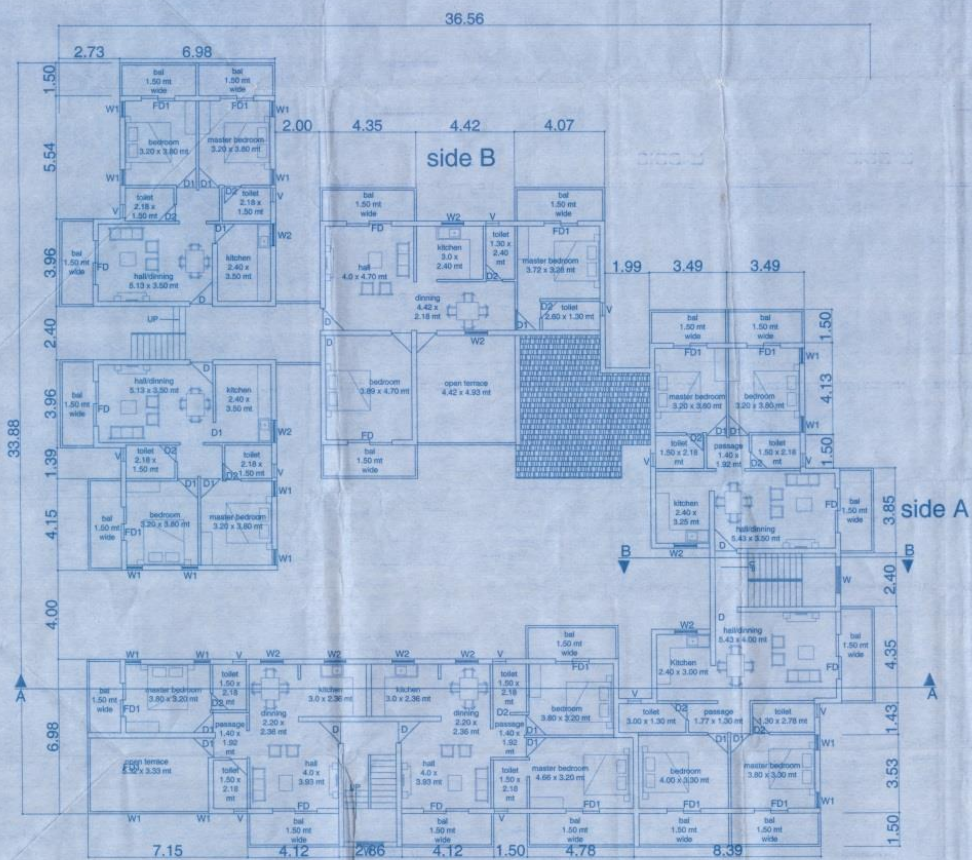 36.56
2.73
6.98
1.50
5.54
3.96
2.40
3.96
1.39
4.15
4.00
6.98
33.88
bal
1.50 mt
wide
bal
1.50 mt
wide
W1
FD1
FD1
W1
bedroom
3.20 x 3.80 mt
master bedroom
3.20 x 3.80 mt
W1
W1
D1
D1
toilet
2.18 x
1.50 mt
D2
D2
toilet
2.18 x
1.50 mt
V
V
D1
W2
bal
1.50 mt
wide
FD
hall/dinning
5.13 x 3.50 mt
kitchen
2.40 x
3.50 mt
D
UP
D
bal
1.50 mt
wide
FD
hall/dinning
5.13 x 3.50 mt
kitchen
2.40 x
3.50 mt
D1
W2
V
toilet
2.18 x
1.50 mt
D2
D2
toilet
2.18 x
1.50 mt
V
D1
D1
W1
bal
1.50 mt
wide
FD1
bedroom
3.20 x 3.80 mt
master bedroom
3.20 x 3.80 mt
W1
W1
W1
2.00
4.35
4.42
4.07
side B
bal
1.50 mt
wide
bal
1.50 mt
wide
FD
W2
V
FD
hall
4.0 x 4.70 mt
kitchen
3.0 x
2.40 mt
toilet
1.30 x
2.40
mt
D2
master bedroom
3.72 x 3.28 mt
dinning
4.42 x
2.18 mt
D1
toilet
2.60 x 1.30 mt
V
D
D
W2
bedroom
3.89 x 4.70 mt
open terrace
4.42 x 4.93 mt
FD
bal
1.50 mt
wide
1.99
3.49
3.49
bal
1.50 mt
wide
bal
1.50 mt
wide
1.50
4.13
1.50
3.85
2.40
4.35
1.43
3.53
1.50
FD1
FD1
W1
master bedroom
3.20 x 3.80 mt
bedroom
3.20 x 3.80 mt
W1
D1
D1
D2
D2
toilet
1.50 x 2.18
mt
passage
1.40 x
1.92 mt
toilet
1.50 x 2.18
mt
V
V
kitchen
2.40 x
3.25 mt
W2
hall/dinning
5.43 x 3.50 mt
FD
bal
1.50 mt
wide
D
side A
B
B
W
D
hall/dinning
5.43 x 4.00 mt
FD
bal
1.50 mt
wide
W2
Kitchen
2.40 x 3.00 mt
A
A
V
toilet
3.00 x 1.30 mt
D2
passage
1.77 x 1.30 mt
toilet
1.30 x 2.78 mt
D2
V
D1
D1
W1
bedroom
4.00 x 3.30 mt
master bedroom
3.80 x 3.30 mt
W1
FD1
FD1
W1
W1
V
W2
W2
W2
W2
V
bal
1.50 mt
wide
FD1
bal
1.50
mt
wide
FD1
master bedroom
3.80 x 3.20 mt
toilet
1.50 x
2.18
mt
D2
kitchen
3.0 x 2.36 mt
kitchen
3.0 x 2.36 mt
toilet
1.50 x
2.18
mt
D2
bedroom
3.80 x 3.20 mt
dinning
2.20 x
2.36 mt
dinning
2.20 x
2.36 mt
D1
D1
passage
1.40 x
1.92
mt
passage
1.40 x
1.92
mt
D
D
D1
D1
open terrace
5.32 x 3.33 mt
toilet
1.50 x
2.18
mt
hall
4.0 x
3.93 mt
hall
4.0 x
3.93 mt
toilet
1.50 x
2.18
mt
master bedroom
4.66 x 3.20 mt
W1
W1
V
FD
FD
V
FD1
bal
1.50 mt
wide
bal
1.50 mt
wide
bal
1.50 mt
wide
bal
1.50 mt
wide
bal
1.50 mt
wide
7.15
4.12
2.86
4.12
1.50
4.78
8.39